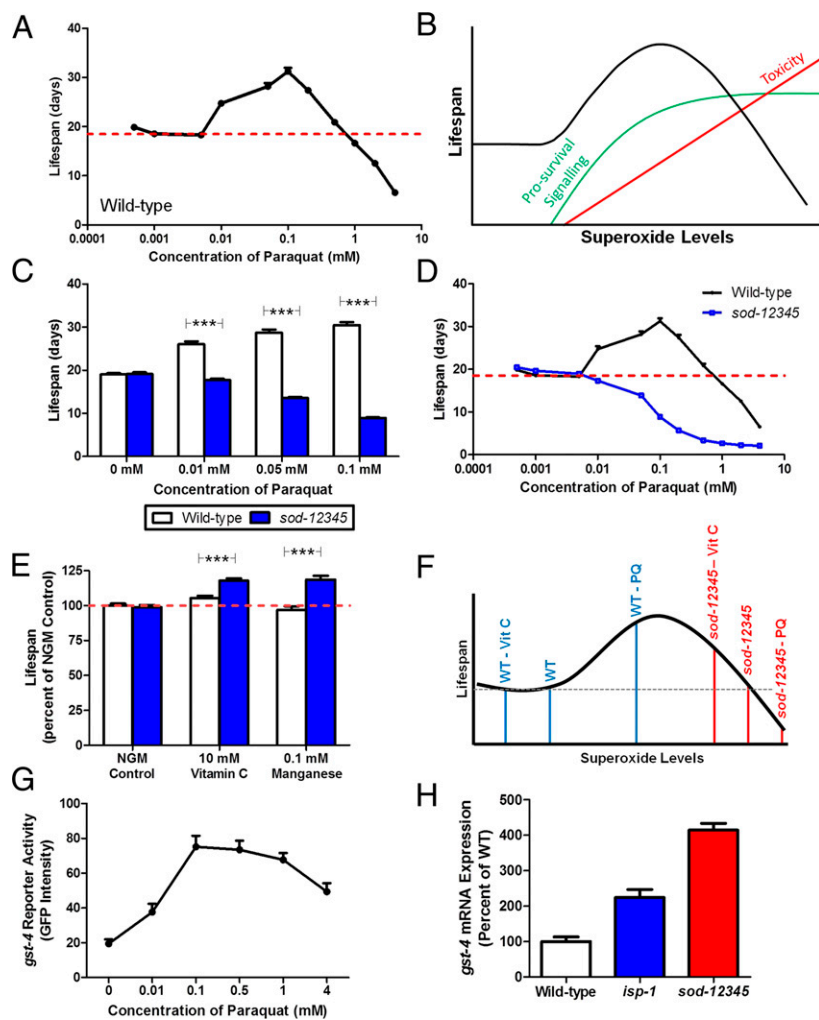 A
Lifespan (days)
40
30
20
10
0
Wild-type
0.0001
0.001
0.01
0.1
1
10
Concentration of Paraquat (mM)
B
Lifespan
Pro-survival
Signalling
Toxicity
Superoxide Levels
C
Lifespan (days)
40
30
20
10
0
***
***
***
0 mM
0.01 mM
0.05 mM
0.1 mM
Concentration of Paraquat
Wild-type
sod-12345
D
Lifespan (days)
40
30
20
10
0
Wild-type
sod-12345
0.0001
0.001
0.01
0.1
1
10
Concentration of Paraquat (mM)
E
Lifespan
(percent of NGM Control)
125
100
75
50
25
0
***
***
NGM
Control
10 mM
Vitamin C
0.1 mM
Manganese
F
Lifespan
WT - Vit C
WT
WT - PQ
sod-12345 – Vit C
sod-12345
sod-12345 - PQ
Superoxide Levels
G
gst-4 Reporter Activity
(GFP Intensity)
100
80
60
40
20
0
0
0.01
0.1
0.5
1
4
Concentration of Paraquat (mM)
H
gst-4 mRNA Expression
(Percent of WT)
500
400
300
200
100
0
Wild-type
isp-1
sod-12345